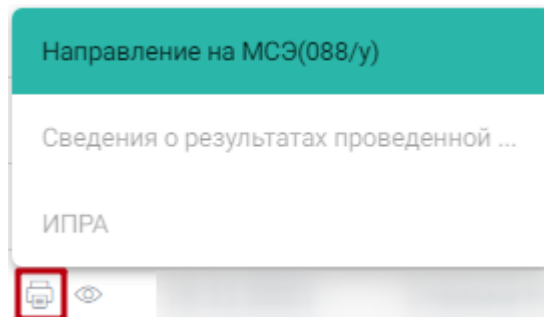 Направление на МСЭ(088/у)
Сведения о результатах проведенной ...
ИПРА